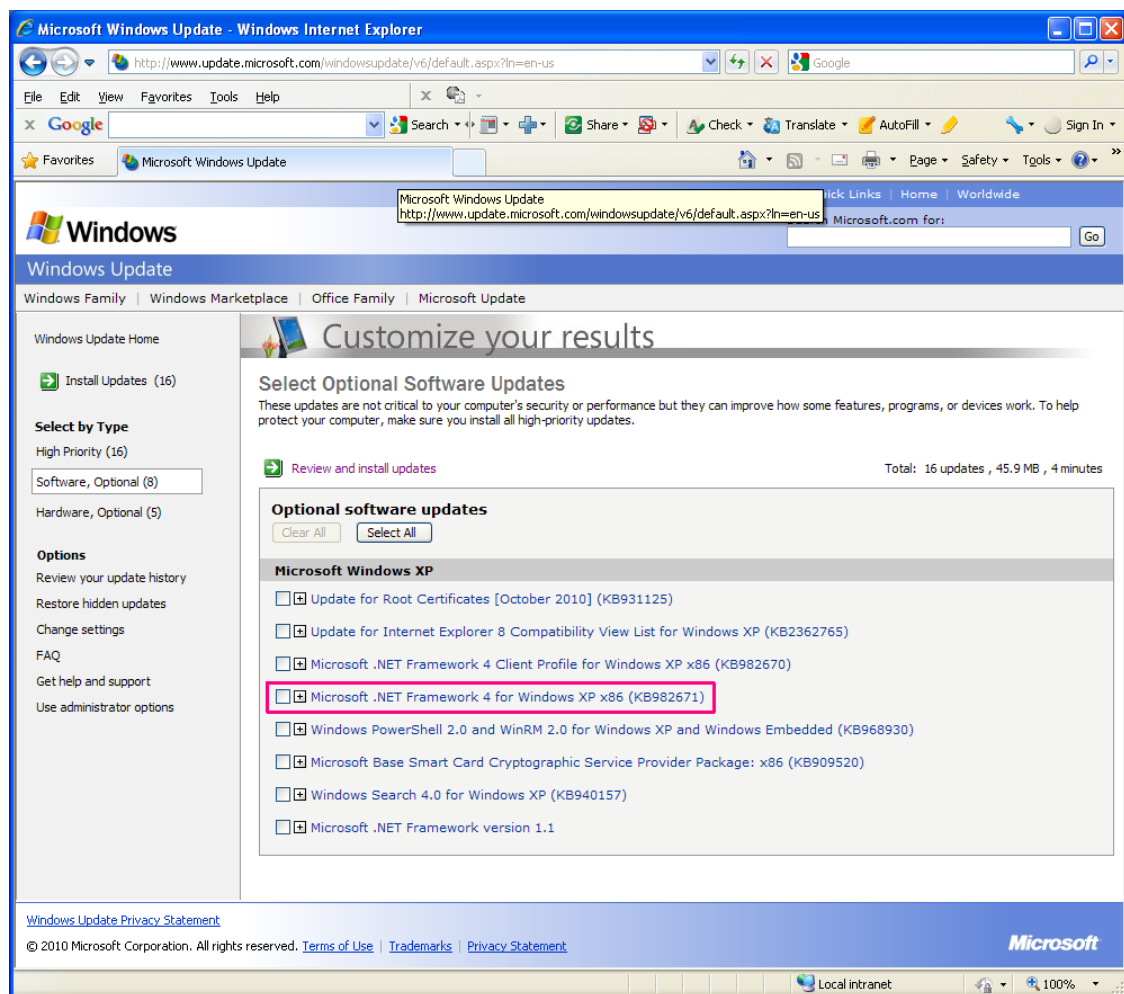 Microsoft Windows Update - Windows Internet Explorer
http://www.update.microsoft.com/windowsupdate/v6/default.aspx?ln=en-us
Google
File Edit View Favorites Tools Help
x
x Google Search Share Check Translate AutoFill Sign In
Favorites Microsoft Windows Update Page Safety Tools »
Microsoft Windows Update
http://www.update.microsoft.com/windowsupdate/v6/default.aspx?ln=en-us
Links | Home | Worldwide
Microsoft.com for:
Windows
Go
Windows Update
Windows Family | Windows Marketplace | Office Family | Microsoft Update
Windows Update Home
Install Updates (16)
Select by Type
High Priority (16)
Software, Optional (8)
Hardware, Optional (5)
Options
Review your update history
Restore hidden updates
Change settings
FAQ
Get help and support
Use administrator options
Customize your results
Select Optional Software Updates
These updates are not critical to your computer's security or performance but they can improve how some features, programs, or devices work. To help
protect your computer, make sure you install all high-priority updates.
Review and install updates
Total: 16 updates , 45.9 MB , 4 minutes
Optional software updates
Clear All Select All
Microsoft Windows XP
Update for Root Certificates [October 2010] (KB931125)
Update for Internet Explorer 8 Compatibility View List for Windows XP (KB2362765)
Microsoft .NET Framework 4 Client Profile for Windows XP x86 (KB982670)
Microsoft .NET Framework 4 for Windows XP x86 (KB982671)
Windows PowerShell 2.0 and WinRM 2.0 for Windows XP and Windows Embedded (KB968930)
Microsoft Base Smart Card Cryptographic Service Provider Package: x86 (KB909520)
Windows Search 4.0 for Windows XP (KB940157)
Microsoft .NET Framework version 1.1
Windows Update Privacy Statement
© 2010 Microsoft Corporation. All rights reserved. Terms of Use | Trademarks | Privacy Statement
Microsoft
Local intranet
100%